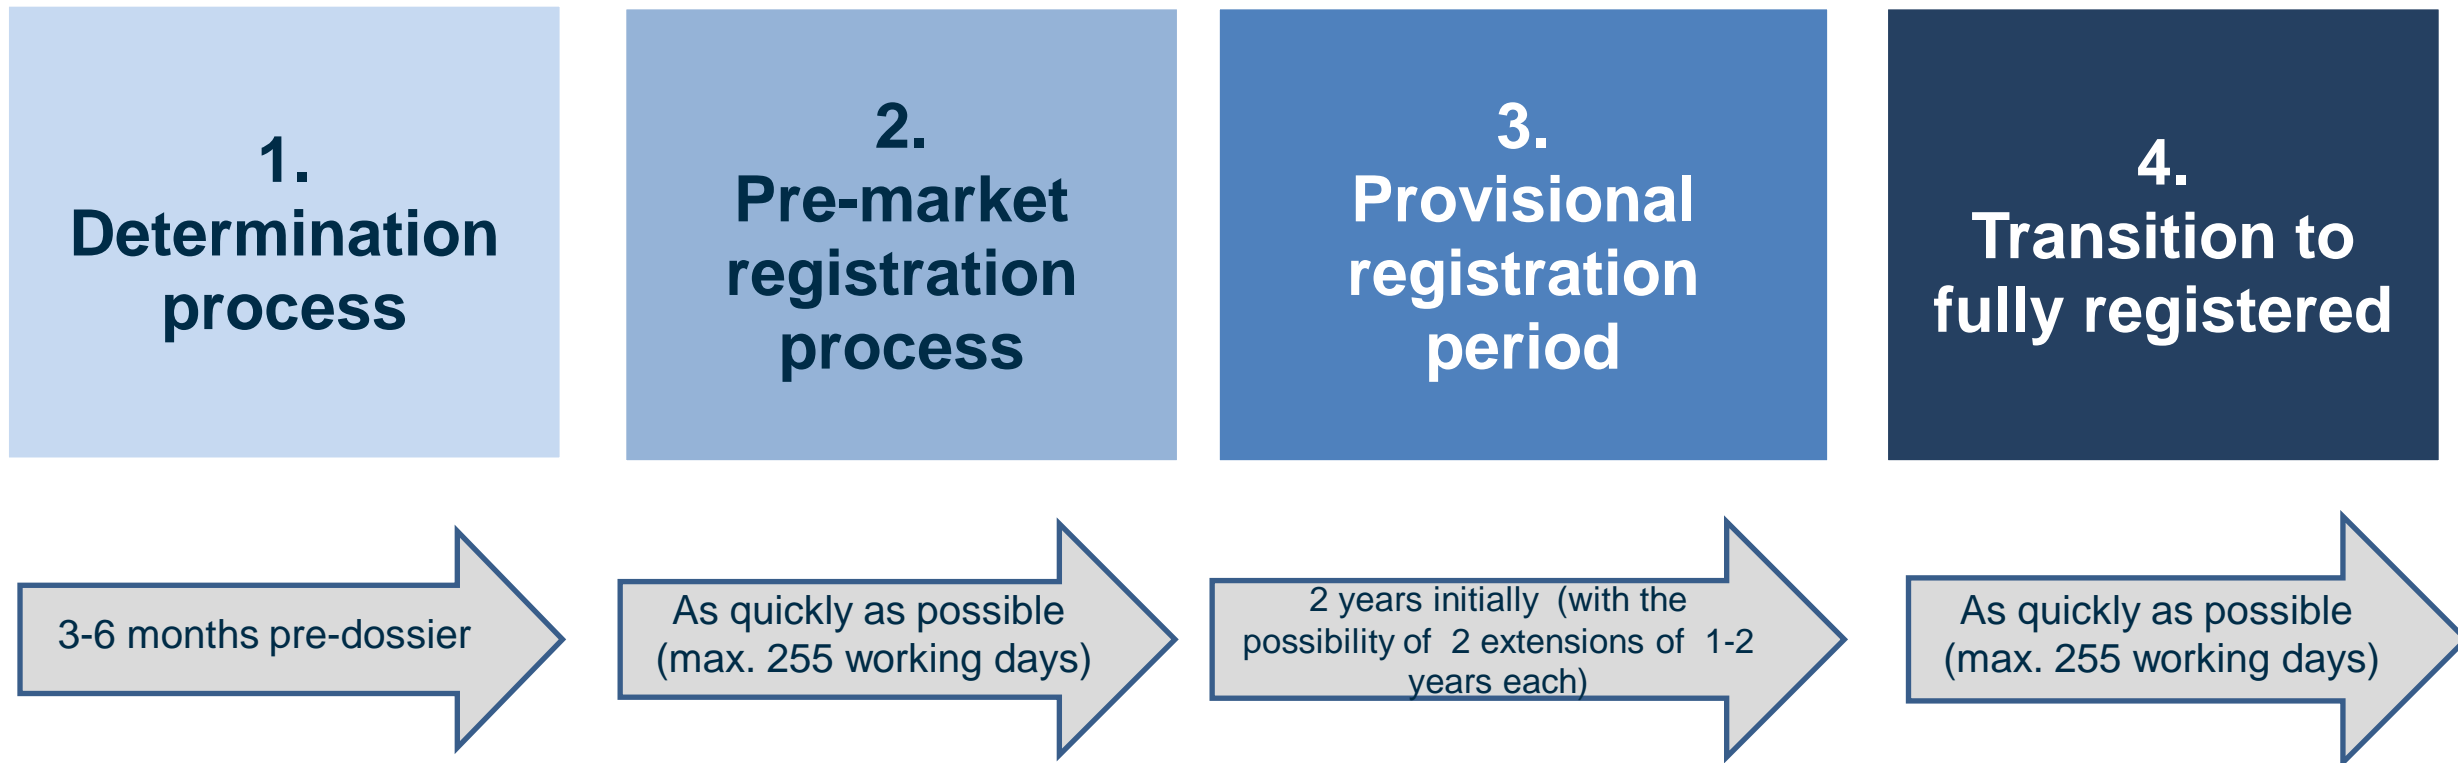 1.
Determination
process
2.
Pre-market
registration
process
3.
Provisional
registration
period
4.
Transition to
fully registered
3-6 months pre-dossier
As quickly as possible
(max. 255 working days)
2 years initially (with the
possibility of 2 extensions of 1-2
years each)
As quickly as possible
(max. 255 working days)